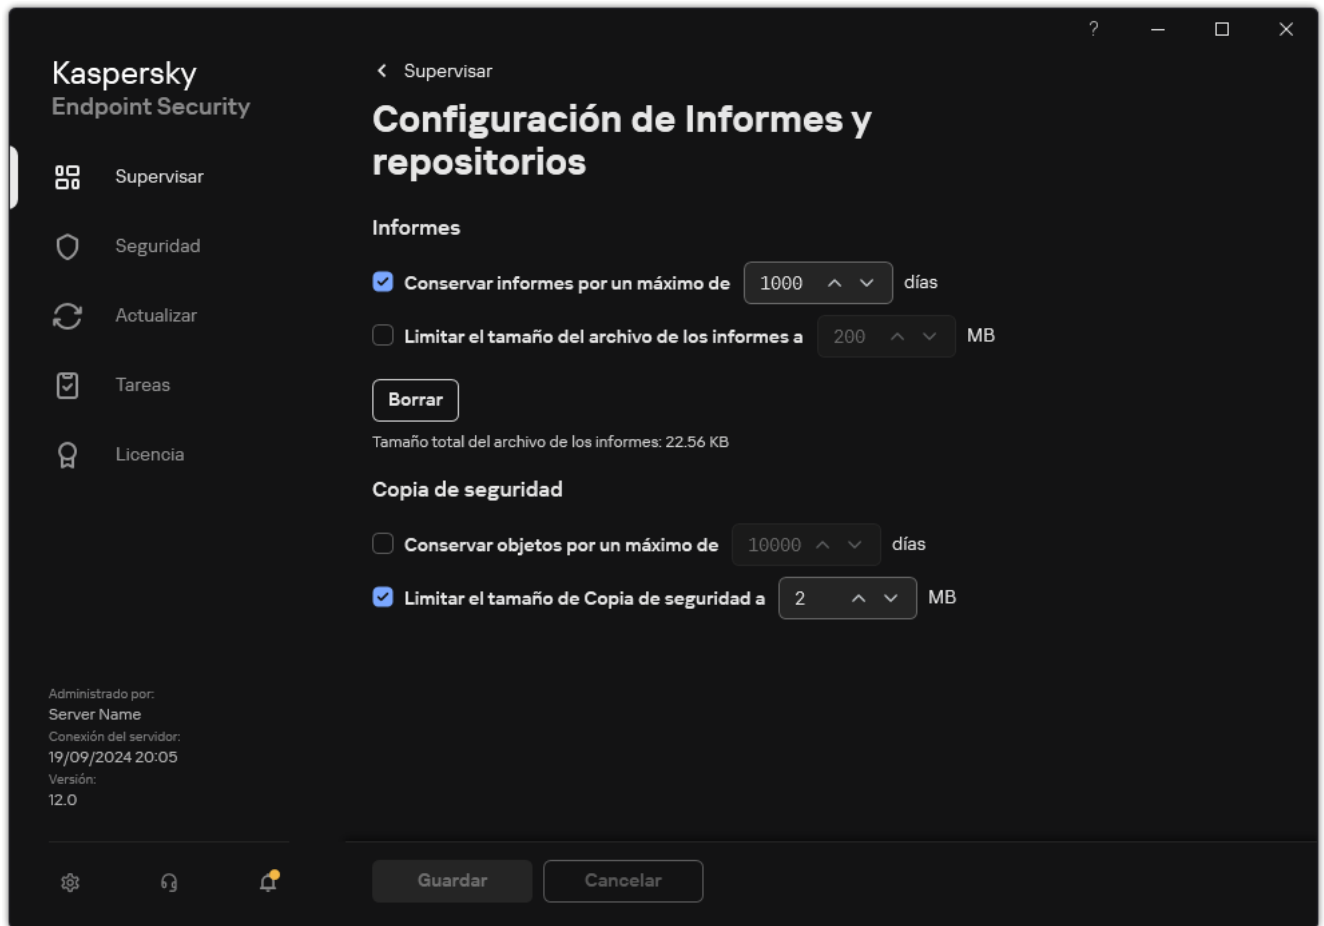 ?
Kaspersky
Endpoint Security
Supervisar
Seguridad
Actualizar
Tareas
Licencia
Administrado por:
Server Name
Conexión del servidor:
19/09/2024 20:05
Versión:
12.0
Supervisar
Configuración de Informes y
repositorios
Informes
Conservar informes por un máximo de 1000 días
Limitar el tamaño del archivo de los informes a 200 MB
Borrar
Tamaño total del archivo de los informes: 22.56 KB
Copia de seguridad
Conservar objetos por un máximo de 10000 días
Limitar el tamaño de Copia de seguridad a 2 MB
Guardar Cancelar